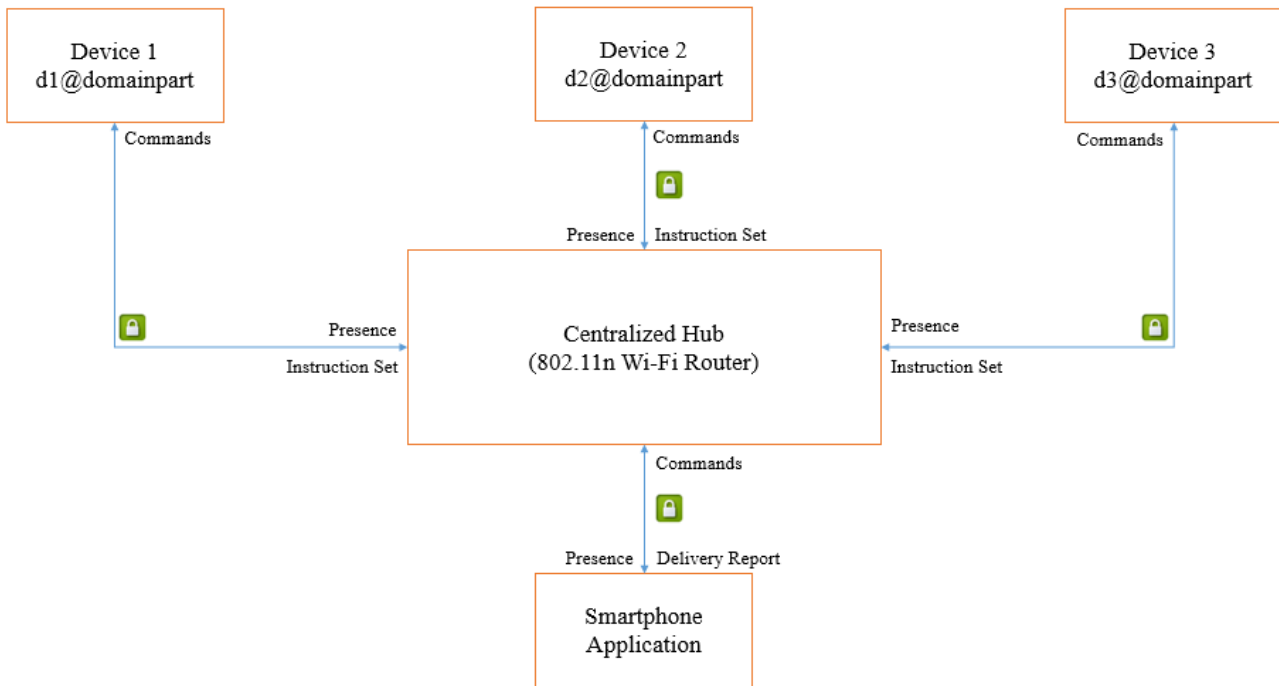 Device 1
d1@domainpart
Device 2
d2@domainpart
Device 3
d3@domainpart
Commands
Commands
Commands
Presence
Instruction Set
Presence
Instruction Set
Presence
Instruction Set
Centralized Hub
(802.11n Wi-Fi Router)
Commands
Presence
Delivery Report
Smartphone
Application